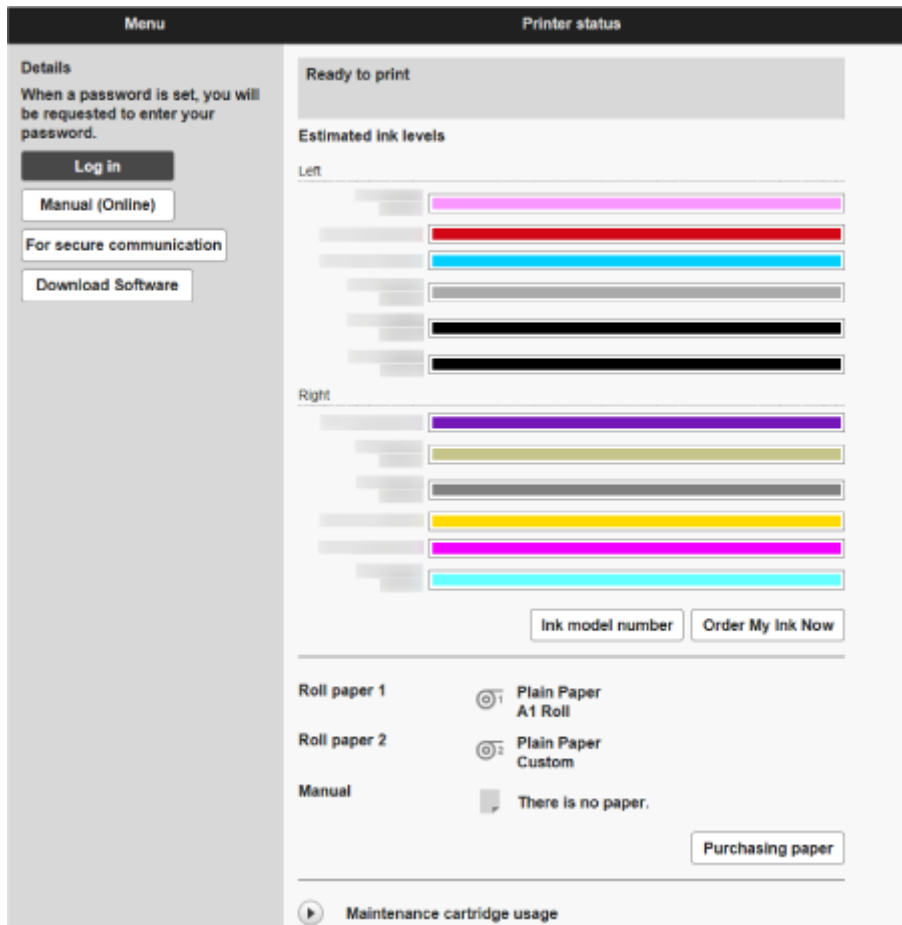 Menu
Printer status
Details
When a password is set, you will
be requested to enter your
password.
Log in
Manual (Online)
For secure communication
Download Software
Ready to print
Estimated ink levels
Left
Right
Ink model number
Order My Ink Now
Roll paper 1
1
Plain Paper
A1 Roll
Roll paper 2
2
Plain Paper
Custom
Manual
There is no paper.
Purchasing paper
Maintenance cartridge usage